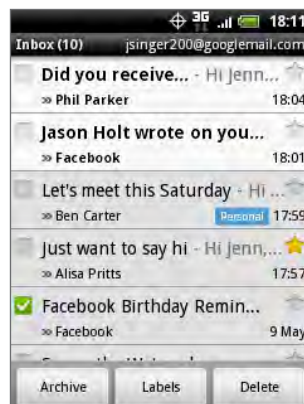 3G 18:11
Inbox (10) jsinger200@googlemail.com
Did you receive... - Hi Jenn,...
» Phil Parker 18:04
Jason Holt wrote on you...
» Facebook 18:01
Let's meet this Saturday - Hi ...
» Ben Carter Personal 17:59
Just want to say hi - Hi Jenn,...
» Alisa Pritts 17:57
Facebook Birthday Remin...
» Facebook 9 May
Archive Labels Delete